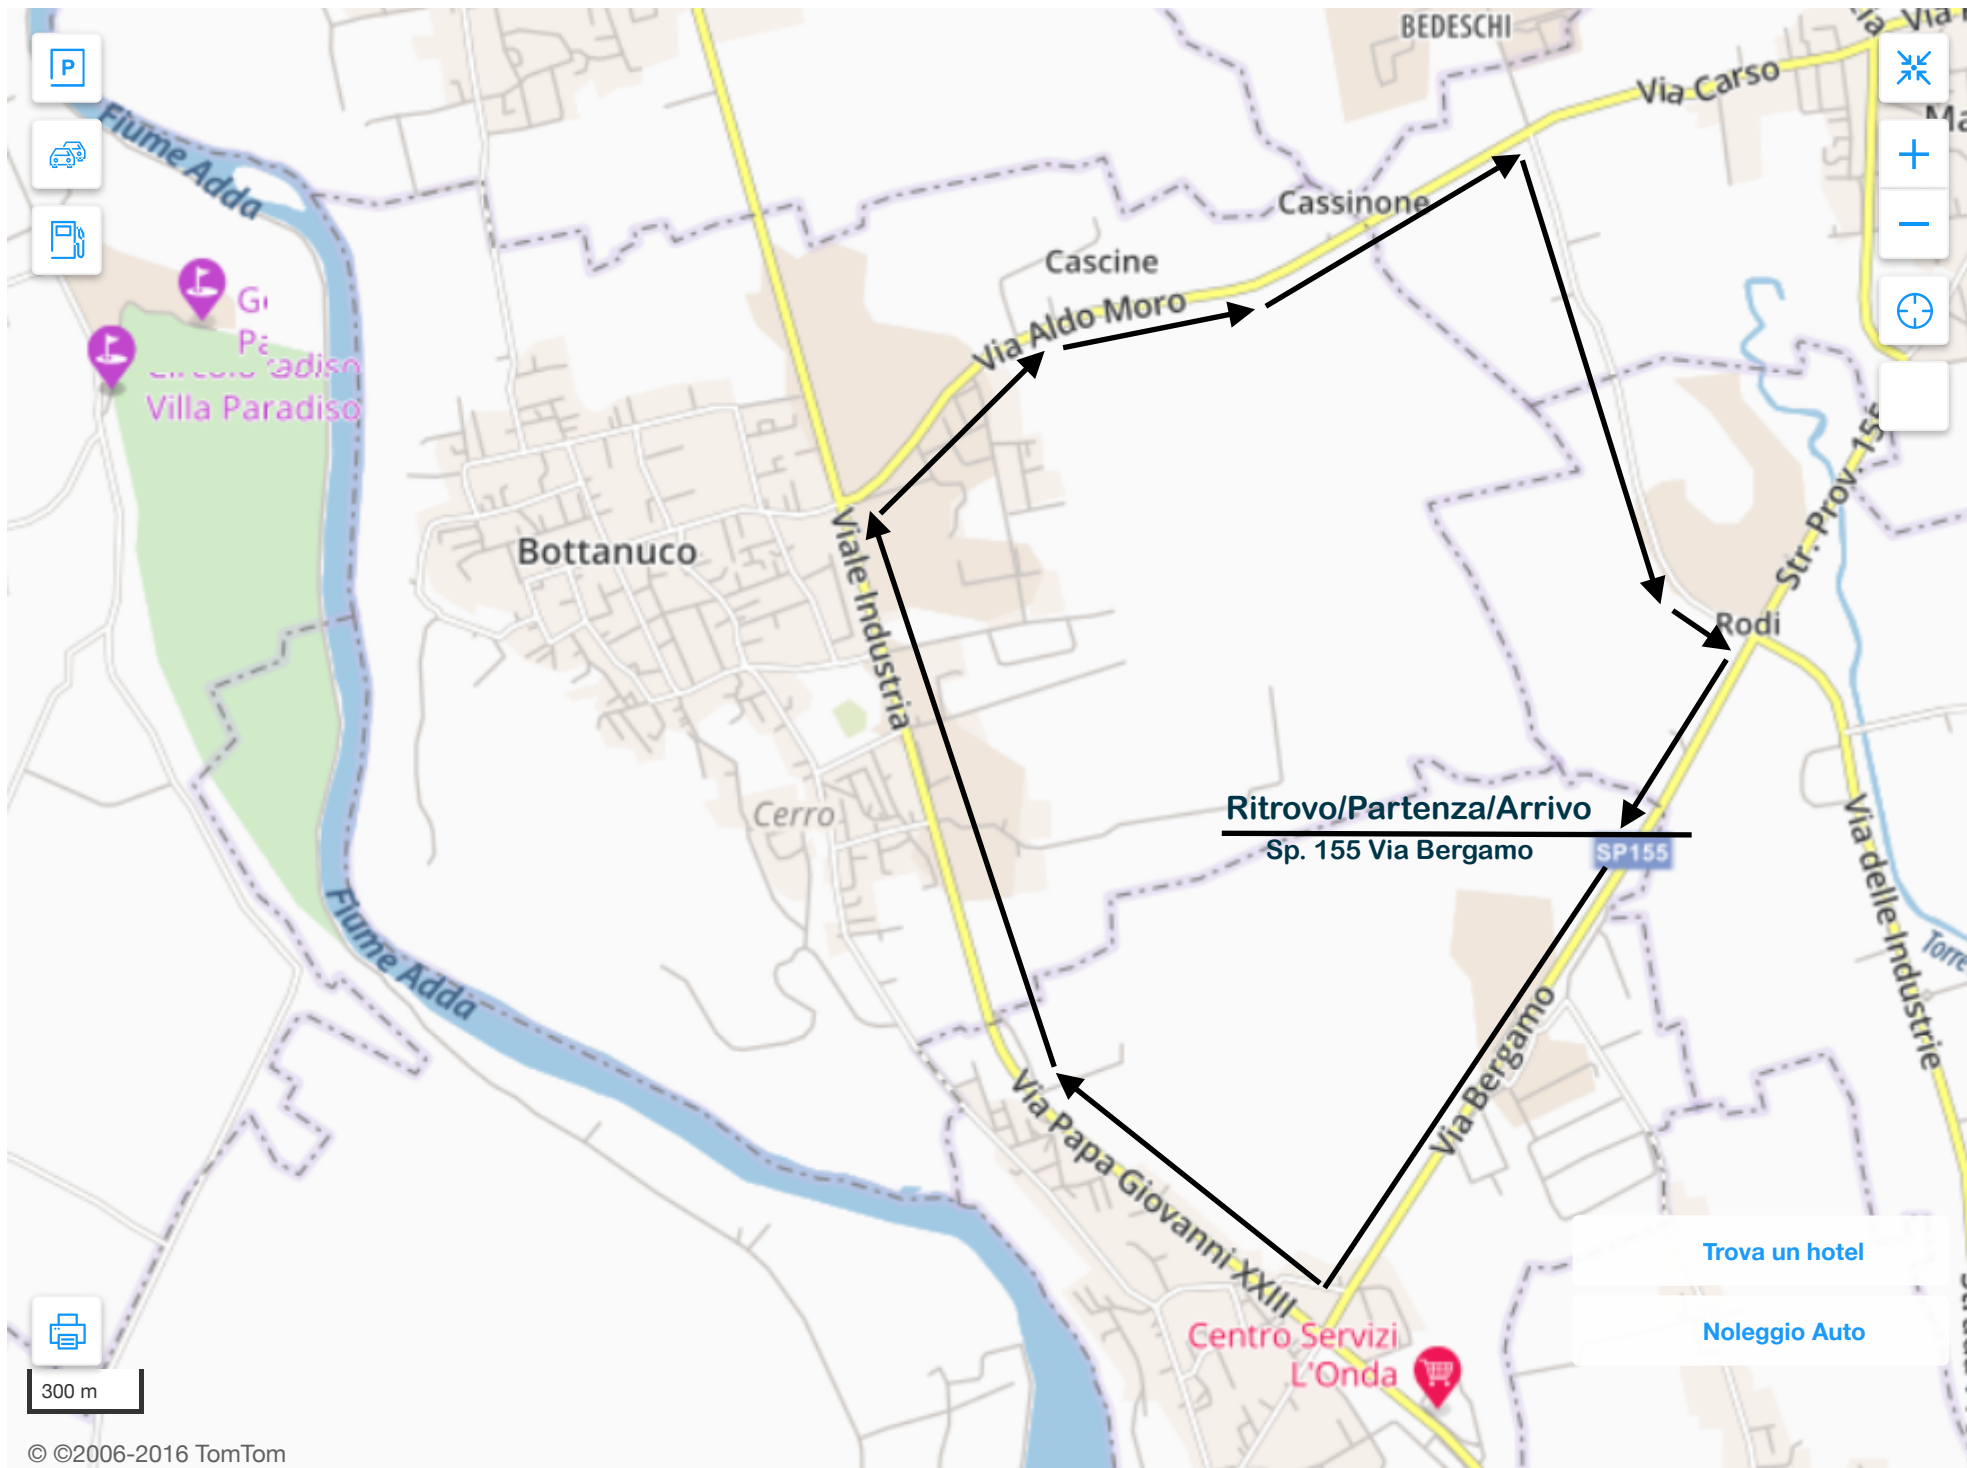 BEDESCHI
Via Carso
P
Fiume Adda
Cassinone
Cascine
Via Aldo Moro
Villa Paradiso
Str. Prov. 155
Bottanuco
Viale Industria
Rodi
Ritrovo/Partenza/Arrivo
Sp. 155 Via Bergamo
SP155
Cerro
Via delle Industrie
Fiume Adda
Via Bergamo
Via Papa Giovanni XXIII
Trova un hotel
Centro Servizi
L'Onda
Noleggio Auto
300 m
© ©2006-2016 TomTom